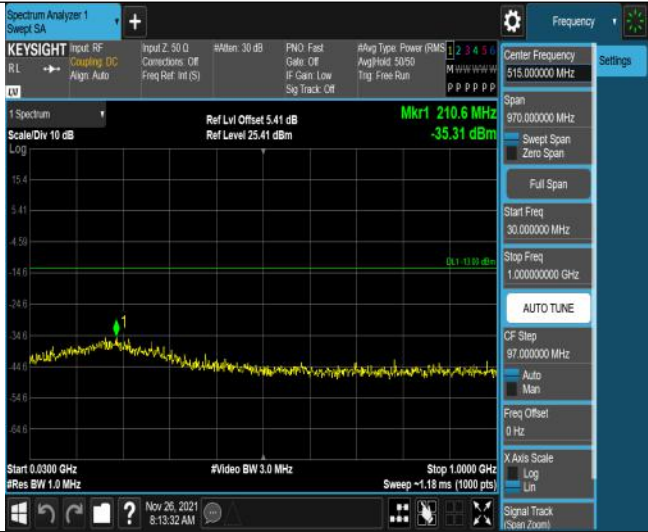 Spectrum Analyzer 1
Swept SA
Frequency
KEYSIGHT
RL
LV
Input: RF
Coupling: DC
Align: Auto
Input Z: 50 Ω
Corrections: Off
Freq Ref: Int (S)
#Atten: 30 dB
PNO: Fast
Gate: Off
IF Gain: Low
Sig Track: Off
#Avg Type: Power (RMS
Avg|Hold: 50/50
Trig: Free Run
1 2 3 4 5 6
M W W W W W
P P P P P P
1 Spectrum
Scale/Div 10 dB
Log
Ref Lvl Offset 5.41 dB
Ref Level 25.41 dBm
Mkr1 210.6 MHz
-35.31 dBm
15.4
5.41
-4.59
-14.6
-24.6
-34.6
-44.6
-54.6
-64.6
DL1 -13.00 dBm
1
Start 0.0300 GHz
#Res BW 1.0 MHz
#Video BW 3.0 MHz
Stop 1.0000 GHz
Sweep ~1.18 ms (1000 pts)
Nov 26, 2021
8:13:32 AM
?
Center Frequency
515.000000 MHz
Settings
Span
970.000000 MHz
Swept Span
Zero Span
Full Span
Start Freq
30.000000 MHz
Stop Freq
1.000000000 GHz
AUTO TUNE
CF Step
97.000000 MHz
Auto
Man
Freq Offset
0 Hz
X Axis Scale
Log
Lin
Signal Track
(Span Zoom)